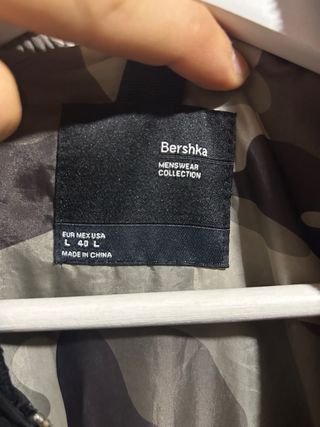 Bershka
MENSWEAR
COLLECTION
EUR MEX USA
L 40 L
MADE IN CHINA